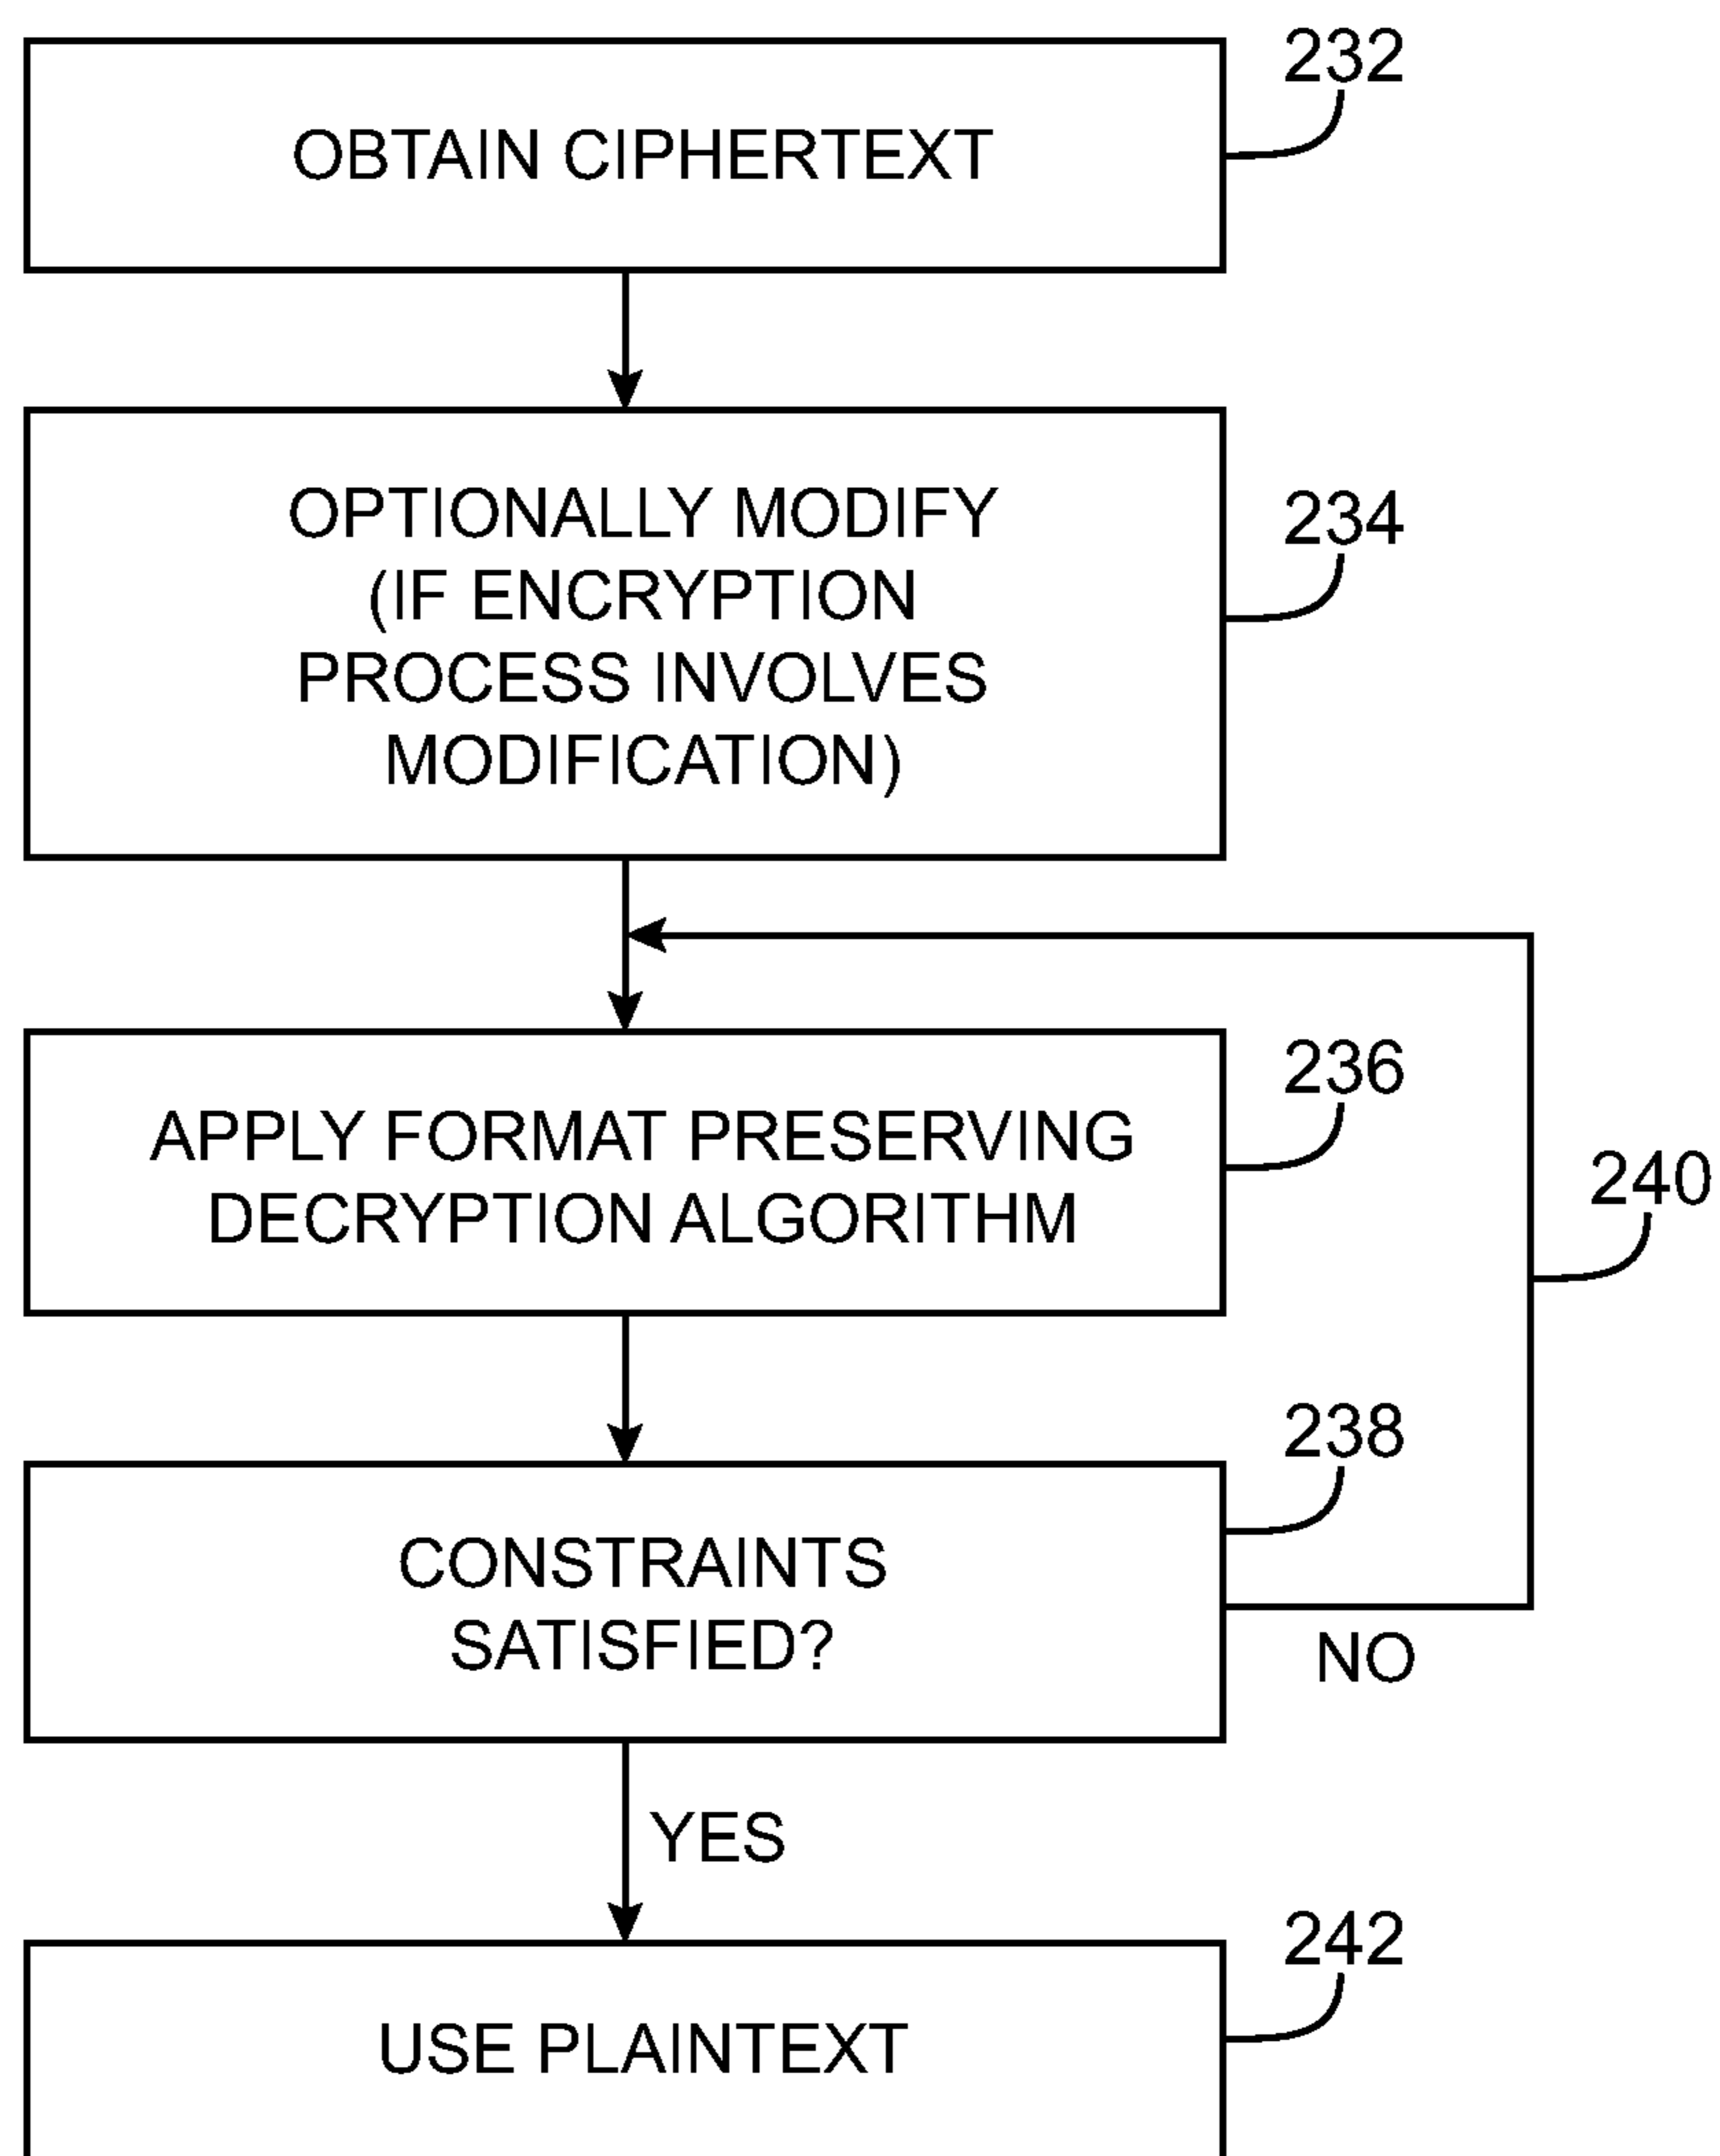 232
OBTAIN CIPHERTEXT
234
OPTIONALLY MODIFY
(IF ENCRYPTION
PROCESS INVOLVES
MODIFICATION)
236
APPLY FORMAT PRESERVING
DECRYPTION ALGORITHM
240
238
CONSTRAINTS
SATISFIED?
NO
YES
242
USE PLAINTEXT